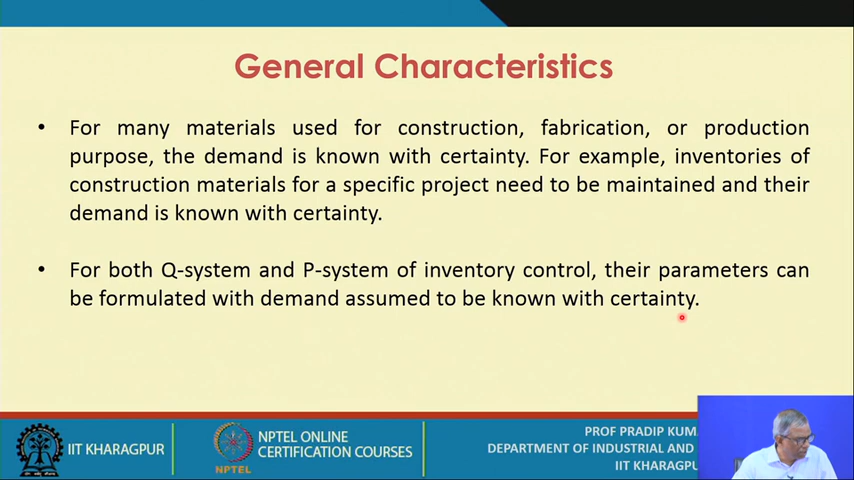 General Characteristics
• For many materials used for construction, fabrication, or production
purpose, the demand is known with certainty. For example, inventories of
construction materials for a specific project need to be maintained and their
demand is known with certainty.
• For both Q-system and P-system of inventory control, their parameters can
be formulated with demand assumed to be known with certainty.
IIT KHARAGPUR
NPTEL
NPTEL ONLINE
CERTIFICATION COURSES
PROF PRADIP
DEPARTMENT OF INDUSTRIAL AND
IIT